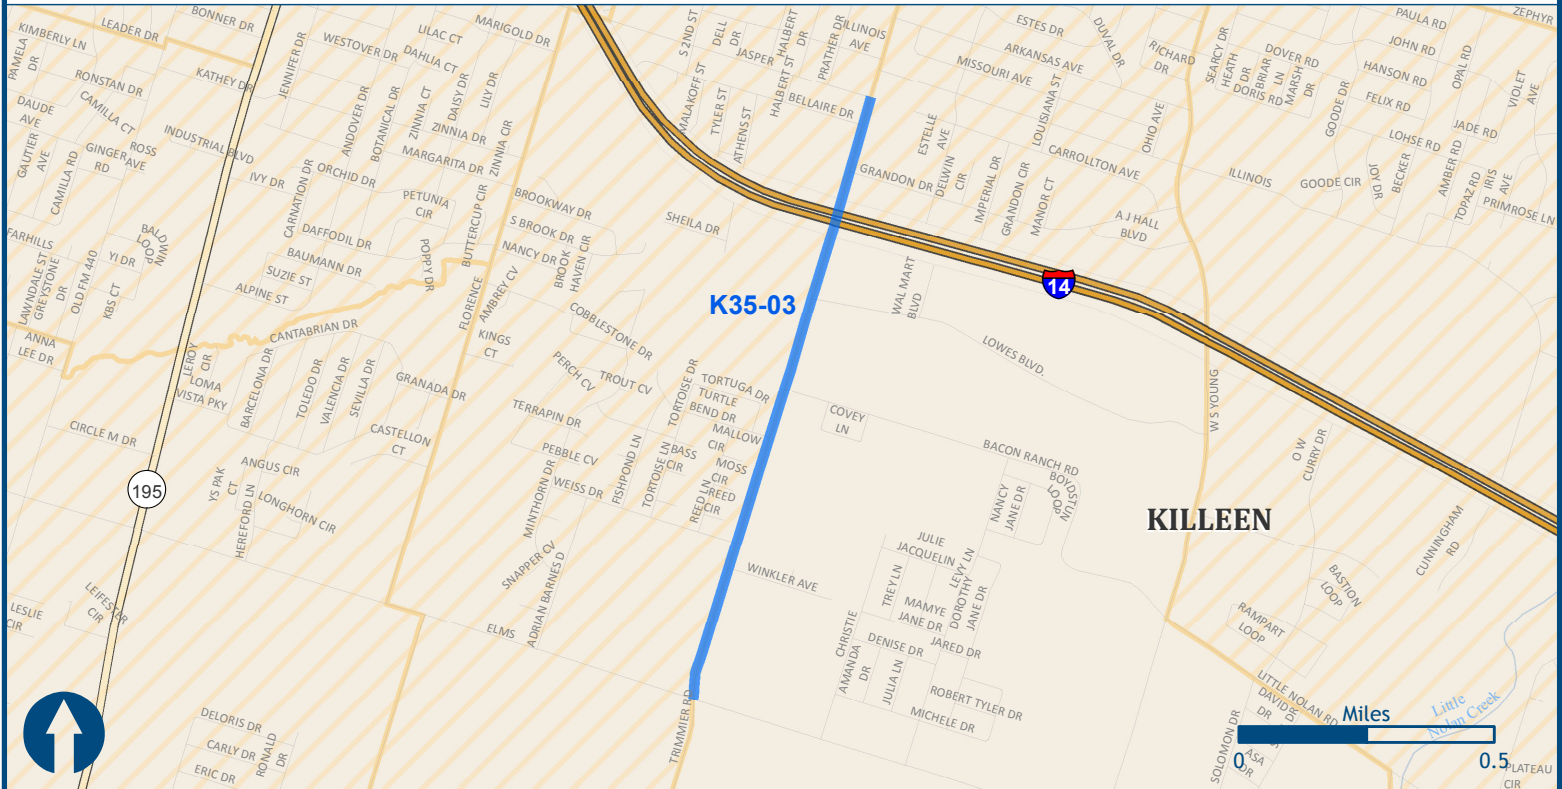 BONNER DR
LEADER DR
KIMBERLY LN
PAMELA
DR
RONSTAN DR
KATHEY DR
JENNIFER DR
WESTOVER DR
LILAC CT
DAHLIA CT
MARIGOLD DR
DAISY DR
LILY DR
ZINNIA CT
ZINNIA DR
ZINNIA CIR
ANDOVER DR
BOTANICAL DR
MARGARITA DR
DAUDE
AVE
CAMILLA CT
GAUTIER
AVE
GINGER
RD
ROSS
AVE
INDUSTRIAL BLVD
CAMILLA RD
IVY DR
ORCHID DR
CARNATION DR
PETUNIA
CIR
BUTTERCUP CIR
DAFFODIL DR
POPPY DR
BAUMANN DR
SUZIE ST
ALPINE ST
FARHILLS
LAWNDALE ST
GREYSTONE
DR
OLD FM 440
YI DR
KBS CT
BALDWIN
LOOP
ANNA
LEE DR
CANTABRIAN DR
FLORENCE
AMBREY CV
KINGS
CT
BROOKWAY DR
S BROOK DR
NANCY DR
BROOK
HAVEN CIR
SHEILA DR
S 2ND ST
DELL
DR
JASPER
HALBERT
DR
HALBERT ST
PRATHER DR
ILLINOIS
AVE
MALAKOFF ST
TYLER ST
ATHENS ST
BELLAIRE DR
GRANDON DR
ESTELLE
AVE
DELWIN
CIR
IMPERIAL DR
GRANDON CIR
MANOR CT
ESTES DR
ARKANSAS AVE
MISSOURI AVE
DUVAL DR
LOUISIANA ST
RICHARD
DR
OHIO AVE
CARROLLTON AVE
A J HALL
BLVD
ILLINOIS
SEARCY DR
HEATH
DR
BRIAR
LN
MARSH
DR
DOVER RD
DORIS RD
PAULA RD
ZEPHYR
JOHN RD
HANSON RD
OPAL RD
FELIX RD
VIOLET
AVE
GOODE DR
LOHSE RD
JADE RD
GOODE CIR
JOY DR
BECKER
AMBER RD
TOPAZ RD
IRIS
AVE
PRIMROSE LN
14
K35-03
WAL MART
BLVD
LOWES BLVD
W S YOUNG
O W
CURRY DR
COVEY
LN
BACON RANCH RD
BOYDSTUN
LOOP
NANCY
JANE DR
KILLEEN
CUNNINGHAM
RD
BASTION
LOOP
RAMPART
LOOP
COBBLESTONE DR
PERCH CV
TROUT CV
TORTOISE DR
TORTUGA DR
TURTLE
BEND DR
MALLOW
CIR
MOSS
CIR
REED
CIR
REED LN
BASS
CIR
TORTOISE LN
FISHPOND LN
TERRAPIN DR
PEBBLE CV
WEISS DR
MINTHORN DR
SNAPPER CV
ADRIAN BARNES D
ELMS
LEROY
CIR
LOMA
VISTA PKY
BARCELONA DR
TOLEDO DR
VALENCIA DR
SEVILLA DR
GRANADA DR
CASTELLON
CT
CIRCLE M DR
195
YS PAK
CT
ANGUS CIR
HEREFORD LN
LONGHORN CIR
LEIFESTER
CIR
LESLIE
CIR
DELORIS DR
CARLY DR
ERIC DR
RONALD
DR
TRIMMIER RD
WINKLER AVE
JULIE
JACQUELIN
TREY LN
LEVY LN
DOROTHY
JANE DR
MAMYE
JANE DR
CHRISTIE
AMANDA
DR
DENISE DR
JARED DR
JULIA LN
ROBERT TYLER DR
MICHELE DR
LITTLE NOLAN RD
DAVID
DR
SOLOMON DR
ASA
DR
Little
Nolan Creek
Miles
0
0.5
PLATEAU
CIR